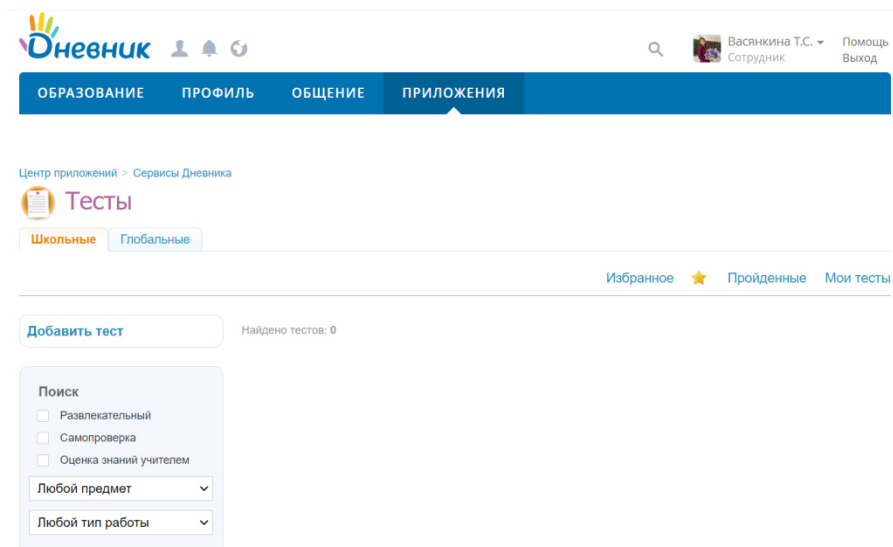 Дневник
Васянкина Т.С.
Помощь
Сотрудник
Выход
ОБРАЗОВАНИЕ ПРОФИЛЬ ОБЩЕНИЕ ПРИЛОЖЕНИЯ
Центр приложений > Сервисы Дневника
Тесты
Школьные Глобальные
Избранное Пройденные Мои тесты
Добавить тест
Найдено тестов: 0
Поиск
Развлекательный
Самопроверка
Оценка знаний учителем
Любой предмет
Любой тип работы